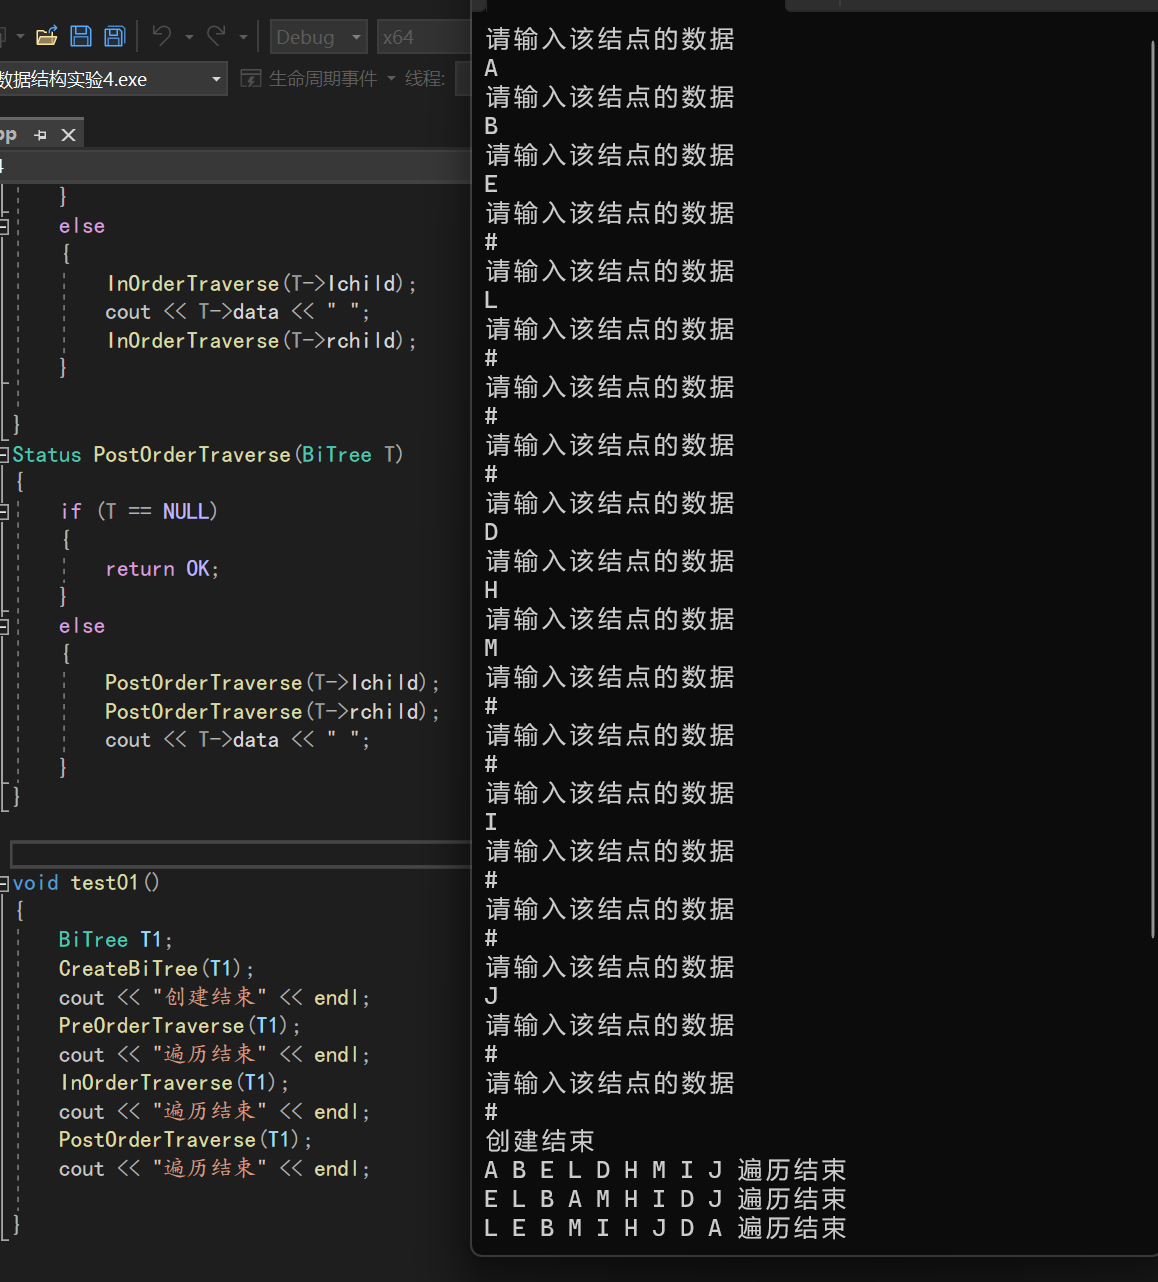 Debug
x64
数据结构实验4.exe
生命周期事件
线程:
pp
4
}
else
{
InOrderTraverse(T->lchild);
cout << T->data << " ";
InOrderTraverse(T->rchild);
}
}
Status PostOrderTraverse(BiTree T)
{
if (T == NULL)
{
return OK;
}
else
{
PostOrderTraverse(T->lchild);
PostOrderTraverse(T->rchild);
cout << T->data << " ";
}
}
void test01()
{
BiTree T1;
CreateBiTree(T1);
cout << "创建结束" << endl;
PreOrderTraverse(T1);
cout << "遍历结束" << endl;
InOrderTraverse(T1);
cout << "遍历结束" << endl;
PostOrderTraverse(T1);
cout << "遍历结束" << endl;
}
请输入该结点的数据
A
请输入该结点的数据
B
请输入该结点的数据
E
请输入该结点的数据
#
请输入该结点的数据
L
请输入该结点的数据
#
请输入该结点的数据
#
请输入该结点的数据
#
请输入该结点的数据
D
请输入该结点的数据
H
请输入该结点的数据
M
请输入该结点的数据
#
请输入该结点的数据
#
请输入该结点的数据
I
请输入该结点的数据
#
请输入该结点的数据
#
请输入该结点的数据
J
请输入该结点的数据
#
请输入该结点的数据
#
创建结束
A B E L D H M I J 遍历结束
E L B A M H I D J 遍历结束
L E B M I H J D A 遍历结束